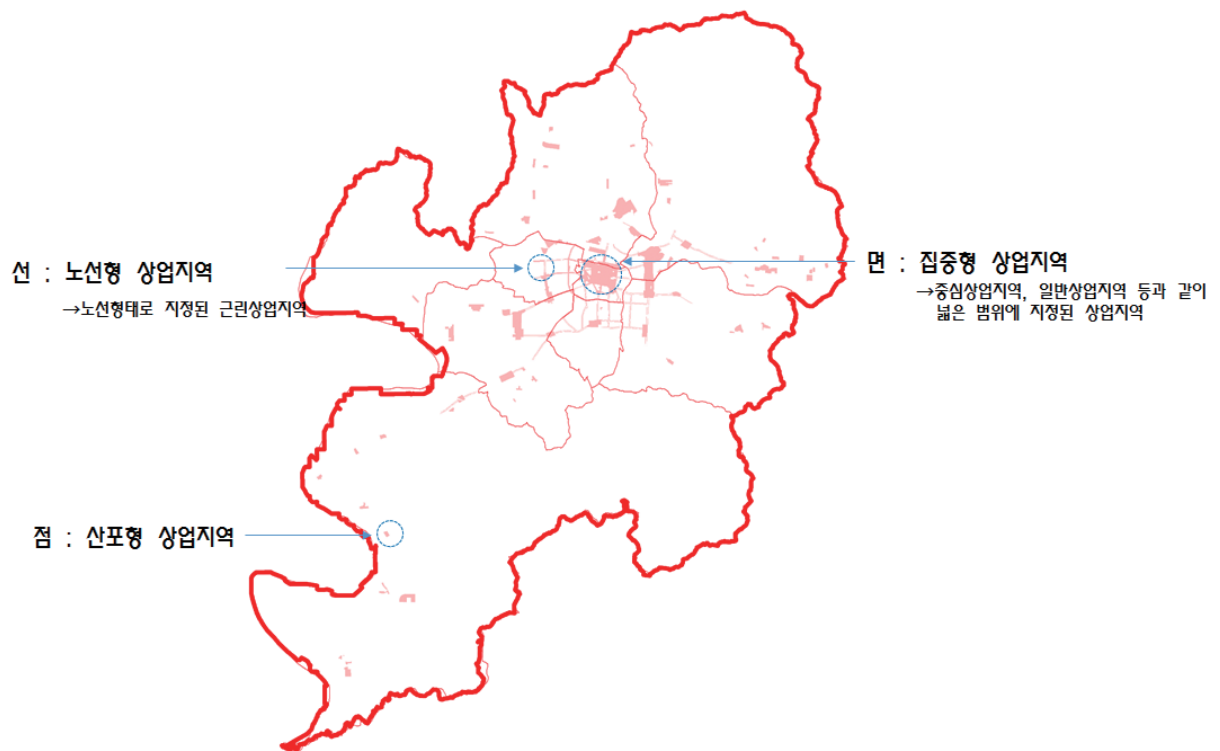 선 : 노선형 상업지역
→노선형태로 지정된 근린상업지역
면 : 집중형 상업지역
→중심상업지역, 일반상업지역 등과 같이
넓은 범위에 지정된 상업지역
점 : 산포형 상업지역